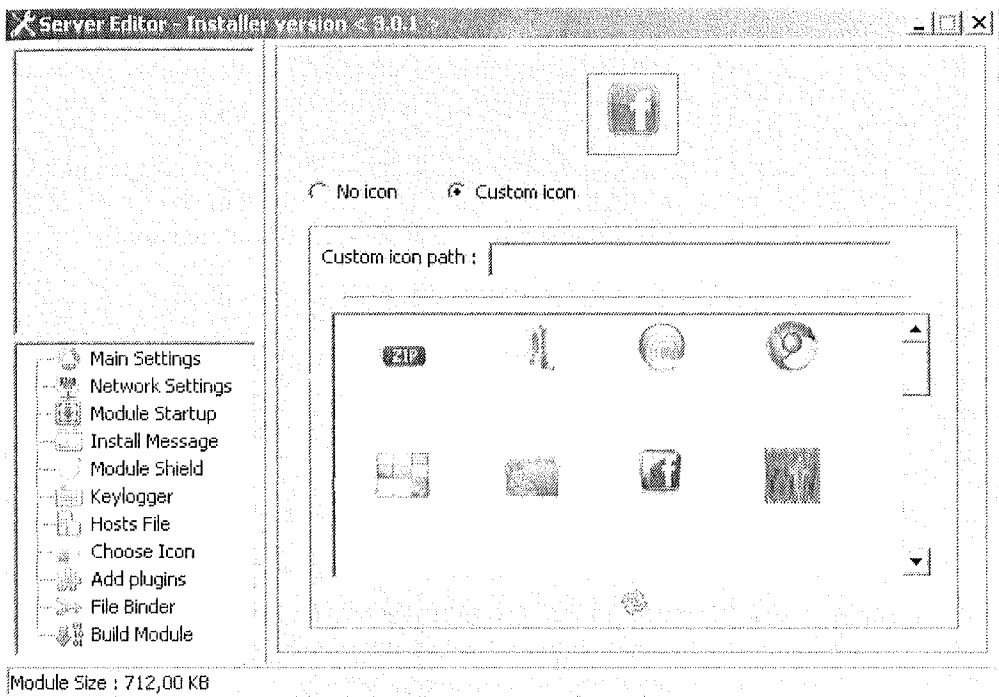 Server Editor - Installer version < 3.0.1 >
No icon
Custom icon
Custom icon path :
ZIP
Main Settings
Network Settings
Module Startup
Install Message
Module Shield
Keylogger
Hosts File
Choose Icon
Add plugins
File Binder
Build Module
Module Size : 712,00 KB